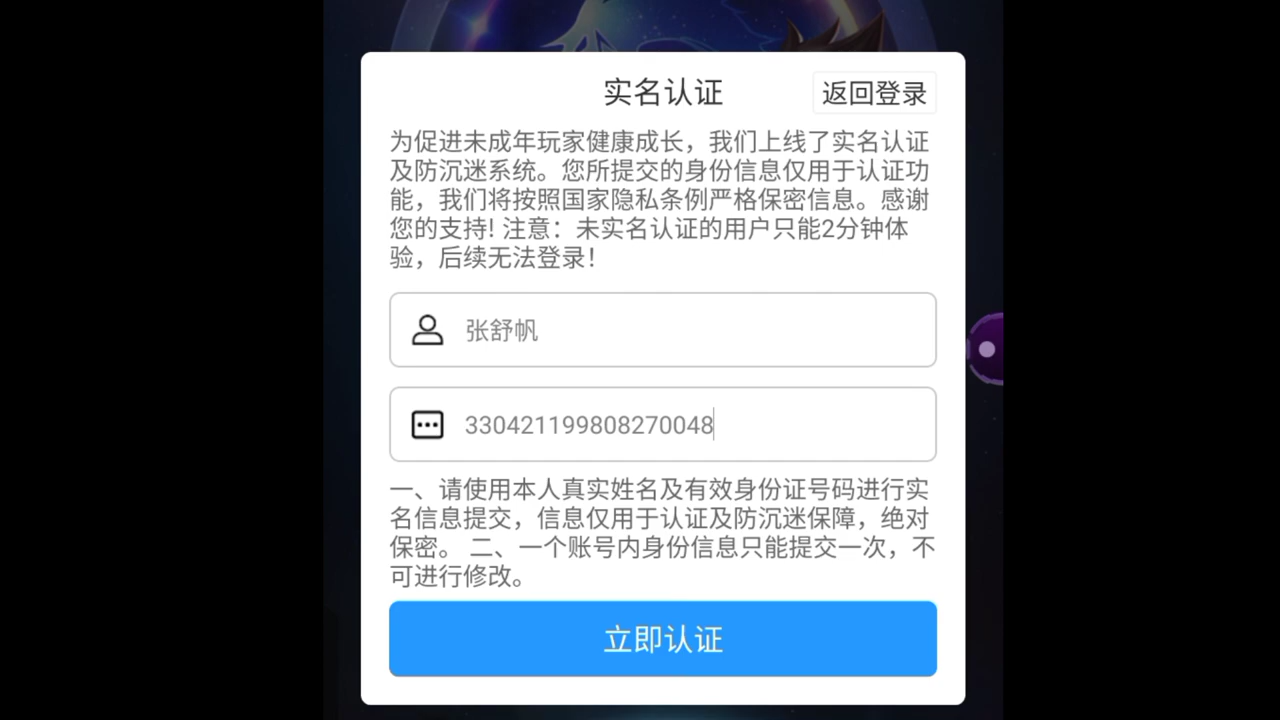 实名认证
返回登录
为促进未成年玩家健康成长，我们上线了实名认证
及防沉迷系统。您所提交的身份信息仅用于认证功
能，我们将按照国家隐私条例严格保密信息。感谢
您的支持! 注意：未实名认证的用户只能2分钟体
验，后续无法登录！
张舒帆
330421199808270048
一、请使用本人真实姓名及有效身份证号码进行实
名信息提交，信息仅用于认证及防沉迷保障，绝对
保密。 二、一个账号内身份信息只能提交一次，不
可进行修改。
立即认证